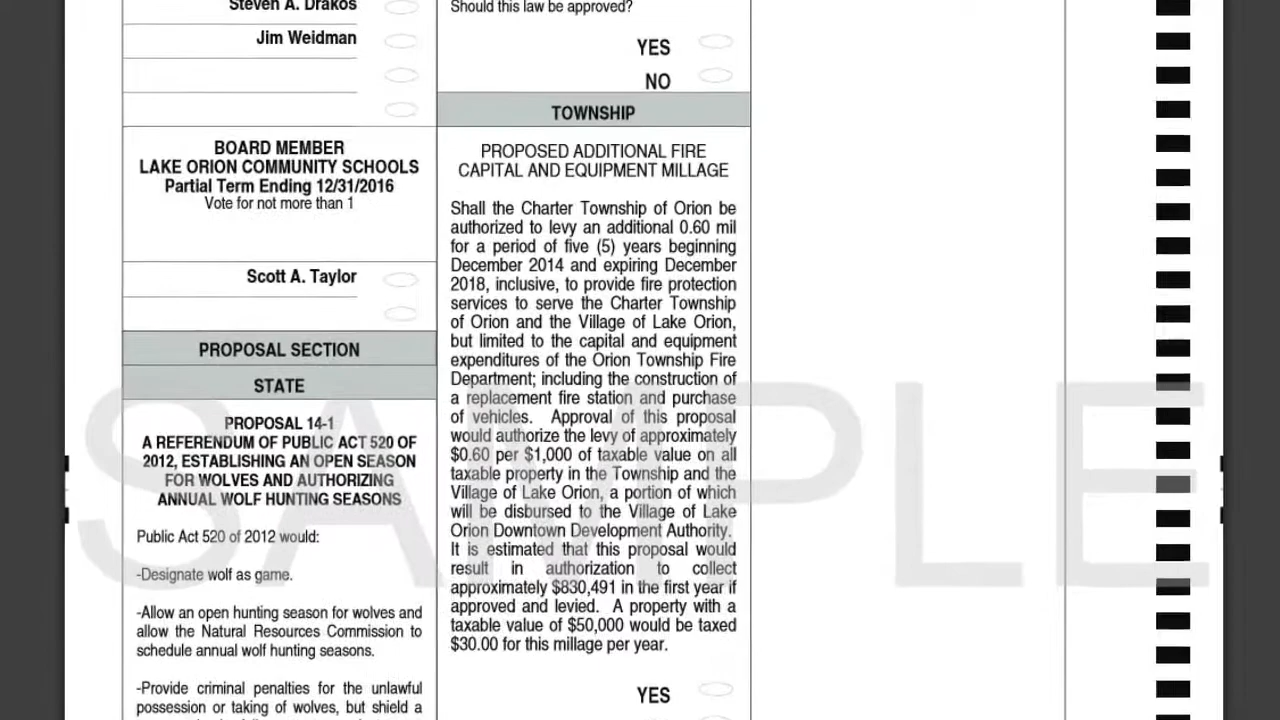 Steven A. Drakos
Jim Weidman
BOARD MEMBER
LAKE ORION COMMUNITY SCHOOLS
Partial Term Ending 12/31/2016
Vote for not more than 1
Scott A. Taylor
PROPOSAL SECTION
STATE
PROPOSAL 14-1
A REFERENDUM OF PUBLIC ACT 520 OF
2012, ESTABLISHING AN OPEN SEASON
FOR WOLVES AND AUTHORIZING
ANNUAL WOLF HUNTING SEASONS
Public Act 520 of 2012 would:
-Designate wolf as game.
-Allow an open hunting season for wolves and
allow the Natural Resources Commission to
schedule annual wolf hunting seasons.
-Provide criminal penalties for the unlawful
possession or taking of wolves, but shield a
Should this law be approved?
YES
NO
TOWNSHIP
PROPOSED ADDITIONAL FIRE
CAPITAL AND EQUIPMENT MILLAGE
Shall the Charter Township of Orion be
authorized to levy an additional 0.60 mil
for a period of five (5) years beginning
December 2014 and expiring December
2018, inclusive, to provide fire protection
services to serve the Charter Township
of Orion and the Village of Lake Orion,
but limited to the capital and equipment
expenditures of the Orion Township Fire
Department; including the construction of
a replacement fire station and purchase
of vehicles. Approval of this proposal
would authorize the levy of approximately
$0.60 per $1,000 of taxable value on all
taxable property in the Township and the
Village of Lake Orion, a portion of which
will be disbursed to the Village of Lake
Orion Downtown Development Authority.
It is estimated that this proposal would
result in authorization to collect
approximately $830,491 in the first year if
approved and levied. A property with a
taxable value of $50,000 would be taxed
$30.00 for this millage per year.
YES
SAMPLE